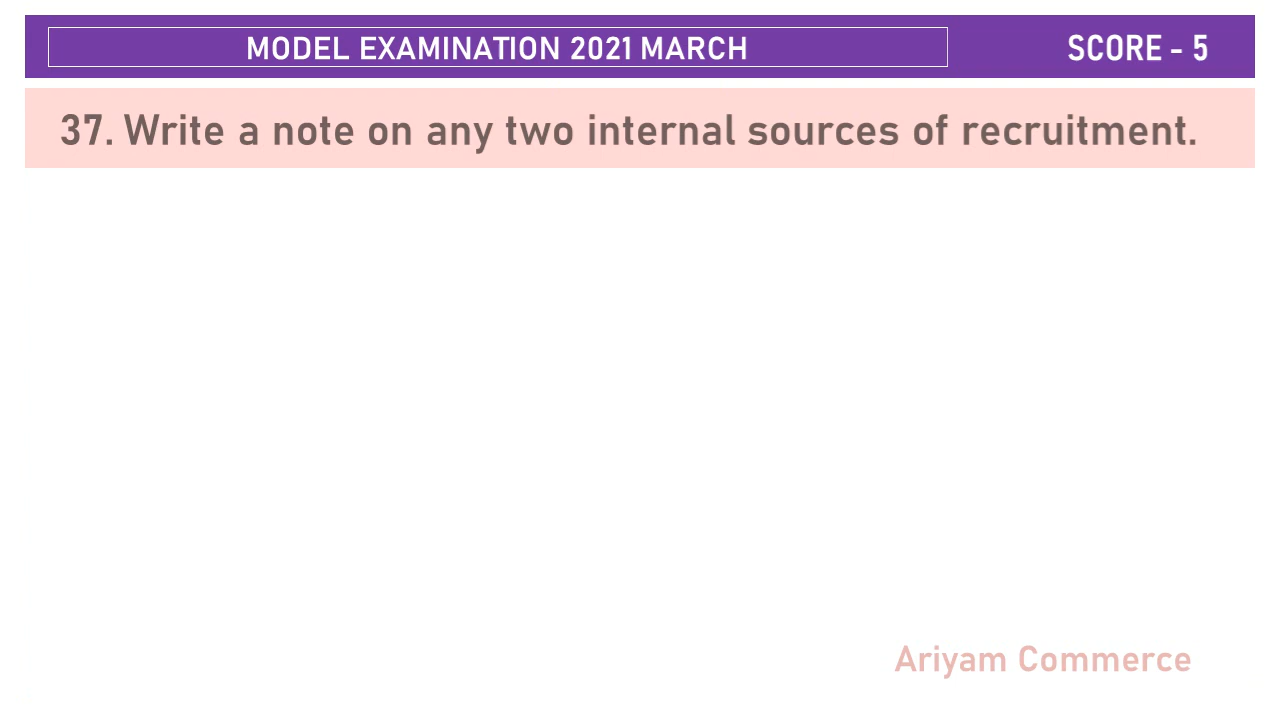 MODEL EXAMINATION 2021 MARCH
SCORE - 5
37. Write a note on any two internal sources of recruitment.
Ariyam Commerce